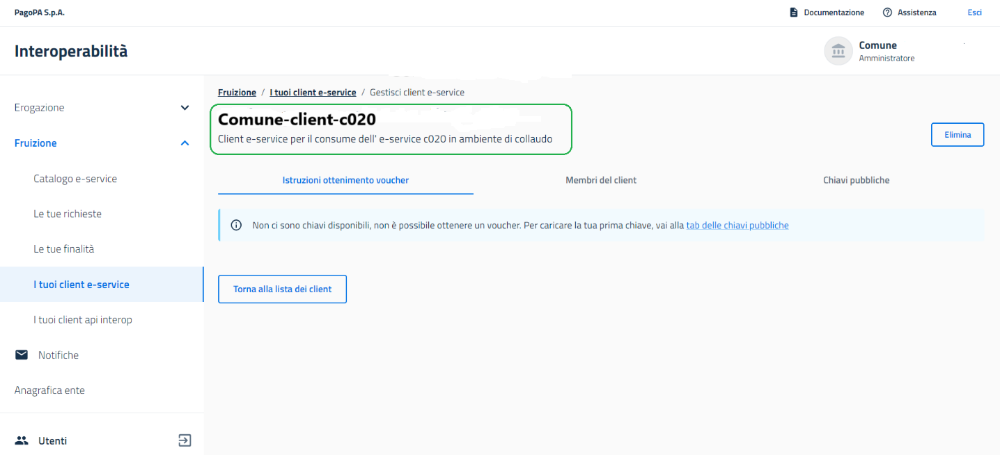 PagoPA S.p.A.
Documentazione
Assistenza
Esci
Interoperabilità
Comune
Amministratore
Erogazione
Fruizione
Catalogo e-service
Le tue richieste
Le tue finalità
I tuoi client e-service
I tuoi client api interop
Notifiche
Anagrafica ente
Utenti
Fruizione / I tuoi client e-service / Gestisci client e-service
Comune-client-c020
Client e-service per il consume dell' e-service c020 in ambiente di collaudo
Elimina
Istruzioni ottenimento voucher
Membri del client
Chiavi pubbliche
Non ci sono chiavi disponibili, non è possibile ottenere un voucher. Per caricare la tua prima chiave, vai alla tab delle chiavi pubbliche
Torna alla lista dei client